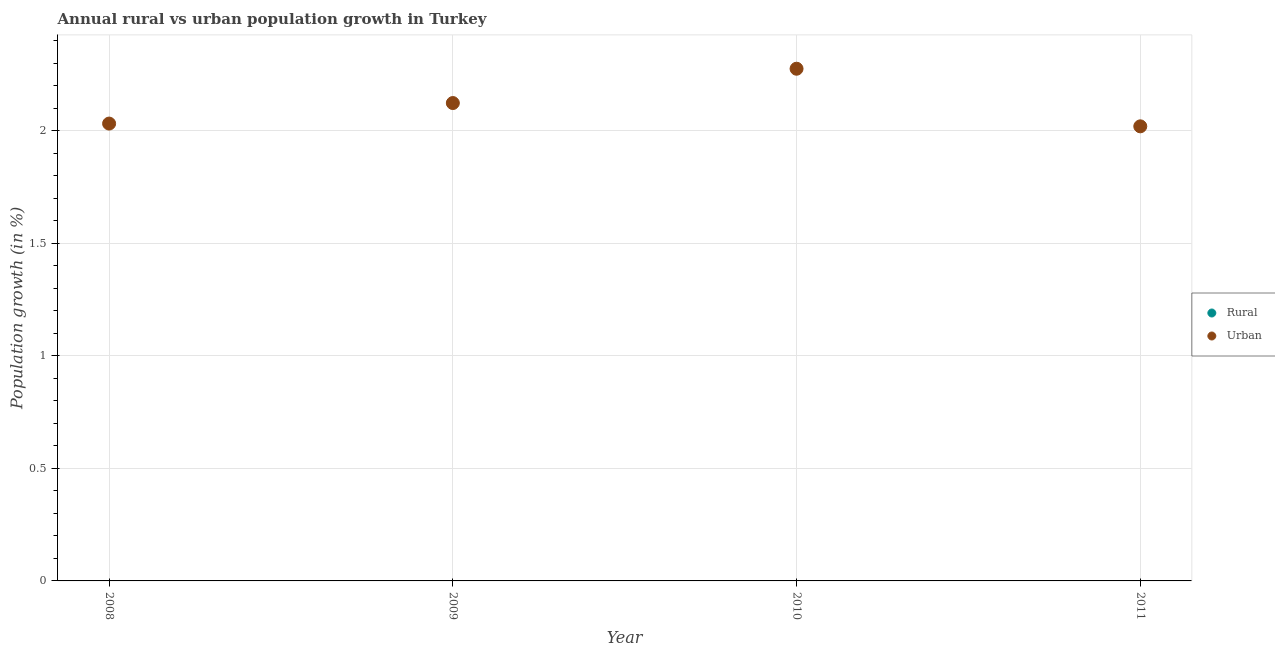 Annual rural vs urban population growth in Turkey
Population growth (in %)
2
1.5
1
0.5
0
2008
2009
2010
2011
Year
Rural
Urban